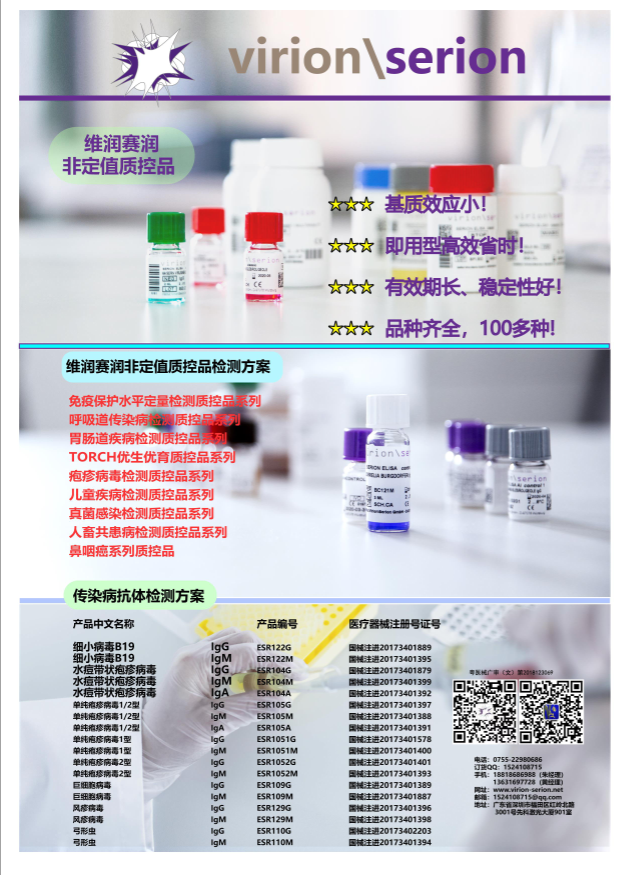 virion\serion
维润赛润
非定值质控品
☆☆☆ 基质效应小!
☆☆☆ 即用型高效省时!
☆☆☆ 有效期长、稳定性好!
☆☆☆ 品种齐全，100多种!
维润赛润非定值质控品检测方案
免疫保护水平定量检测质控品系列
呼吸道传染病检测质控品系列
胃肠道疾病检测质控品系列
TORCH优生优育质控品系列
疱疹病毒检测质控品系列
儿童疾病检测质控品系列
真菌感染检测质控品系列
人畜共患病检测质控品系列
鼻咽癌系列质控品
传染病抗体检测方案
产品中文名称 产品编号 医疗器械注册号证号
细小病毒B19 IgG ESR122G 国械注进20173401889
细小病毒B19 IgM ESR122M 国械注进20173401395
水痘带状疱疹病毒 IgG ESR104G 国械注进20173401879
水痘带状疱疹病毒 IgM ESR104M 国械注进20173401399
水痘带状疱疹病毒 IgA ESR104A 国械注进20173401392
单纯疱疹病毒1/2型 IgG ESR105G 国械注进20173401397
单纯疱疹病毒1/2型 IgM ESR105M 国械注进20173401388
单纯疱疹病毒1/2型 IgA ESR105A 国械注进20173401391
单纯疱疹病毒1型 IgG ESR1051G 国械注进20173401578
单纯疱疹病毒1型 IgM ESR1051M 国械注进20173401400
单纯疱疹病毒2型 IgG ESR1052G 国械注进20173401401
单纯疱疹病毒2型 IgM ESR1052M 国械注进20173401393
巨细胞病毒 IgG ESR109G 国械注进20173401389
巨细胞病毒 IgM ESR109M 国械注进20173401887
风疹病毒 IgG ESR129G 国械注进20173401396
风疹病毒 IgM ESR129M 国械注进20173401398
弓形虫 IgG ESR110G 国械注进20173402203
弓形虫 IgM ESR110M 国械注进20173401394
粤医械广审（文）第2018123069
电话：0755-22980686
订货QQ：1524108715
手机：18818686988（朱经理）
13631697728（黄经理）
网址：www.virion-serion.net
邮箱：1524108715@qq.com
地址：广东省深圳市福田区红岭北路
3001号先科激光大厦901室